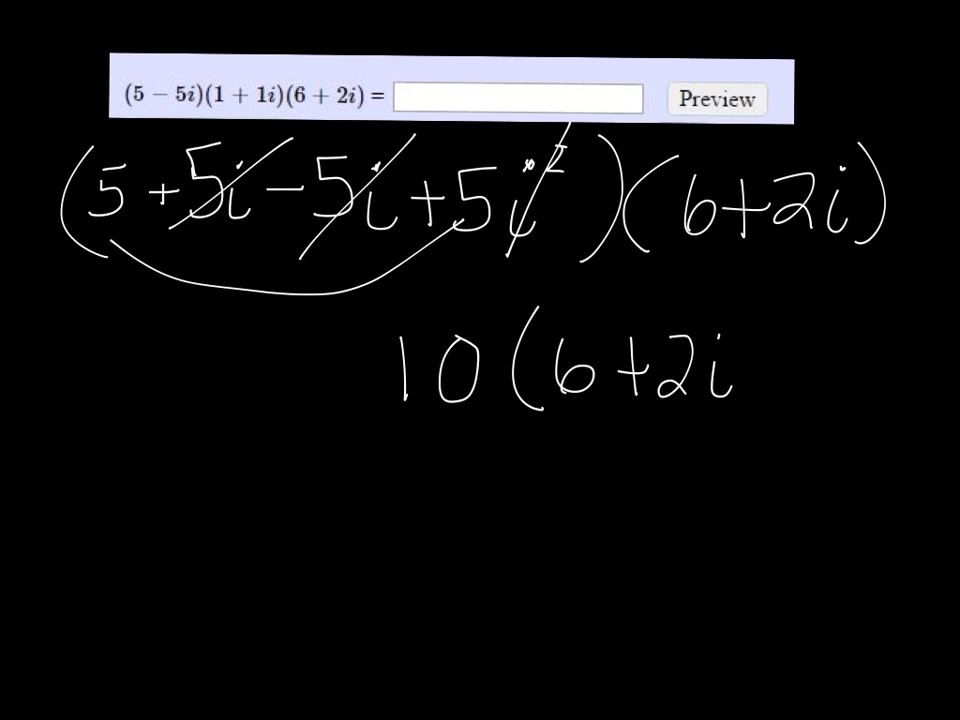 (5 − 5i)(1 + 1i)(6 + 2i) = Preview
(5 + 5i − 5i + 5i²)(6 + 2i)
10(6 + 2i